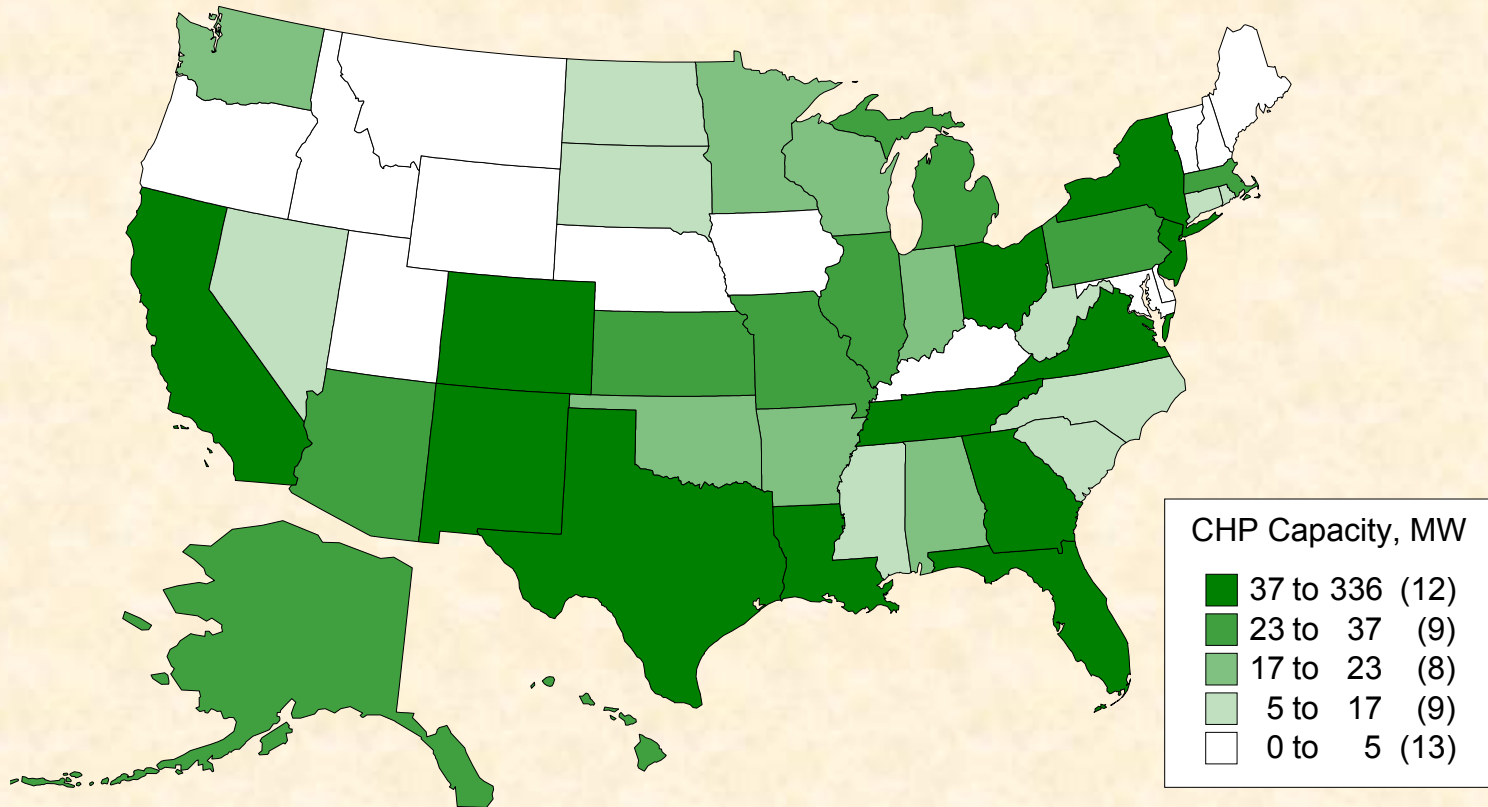 CHP Capacity, MW
37 to 336 (12)
23 to 37 (9)
17 to 23 (8)
5 to 17 (9)
0 to 5 (13)